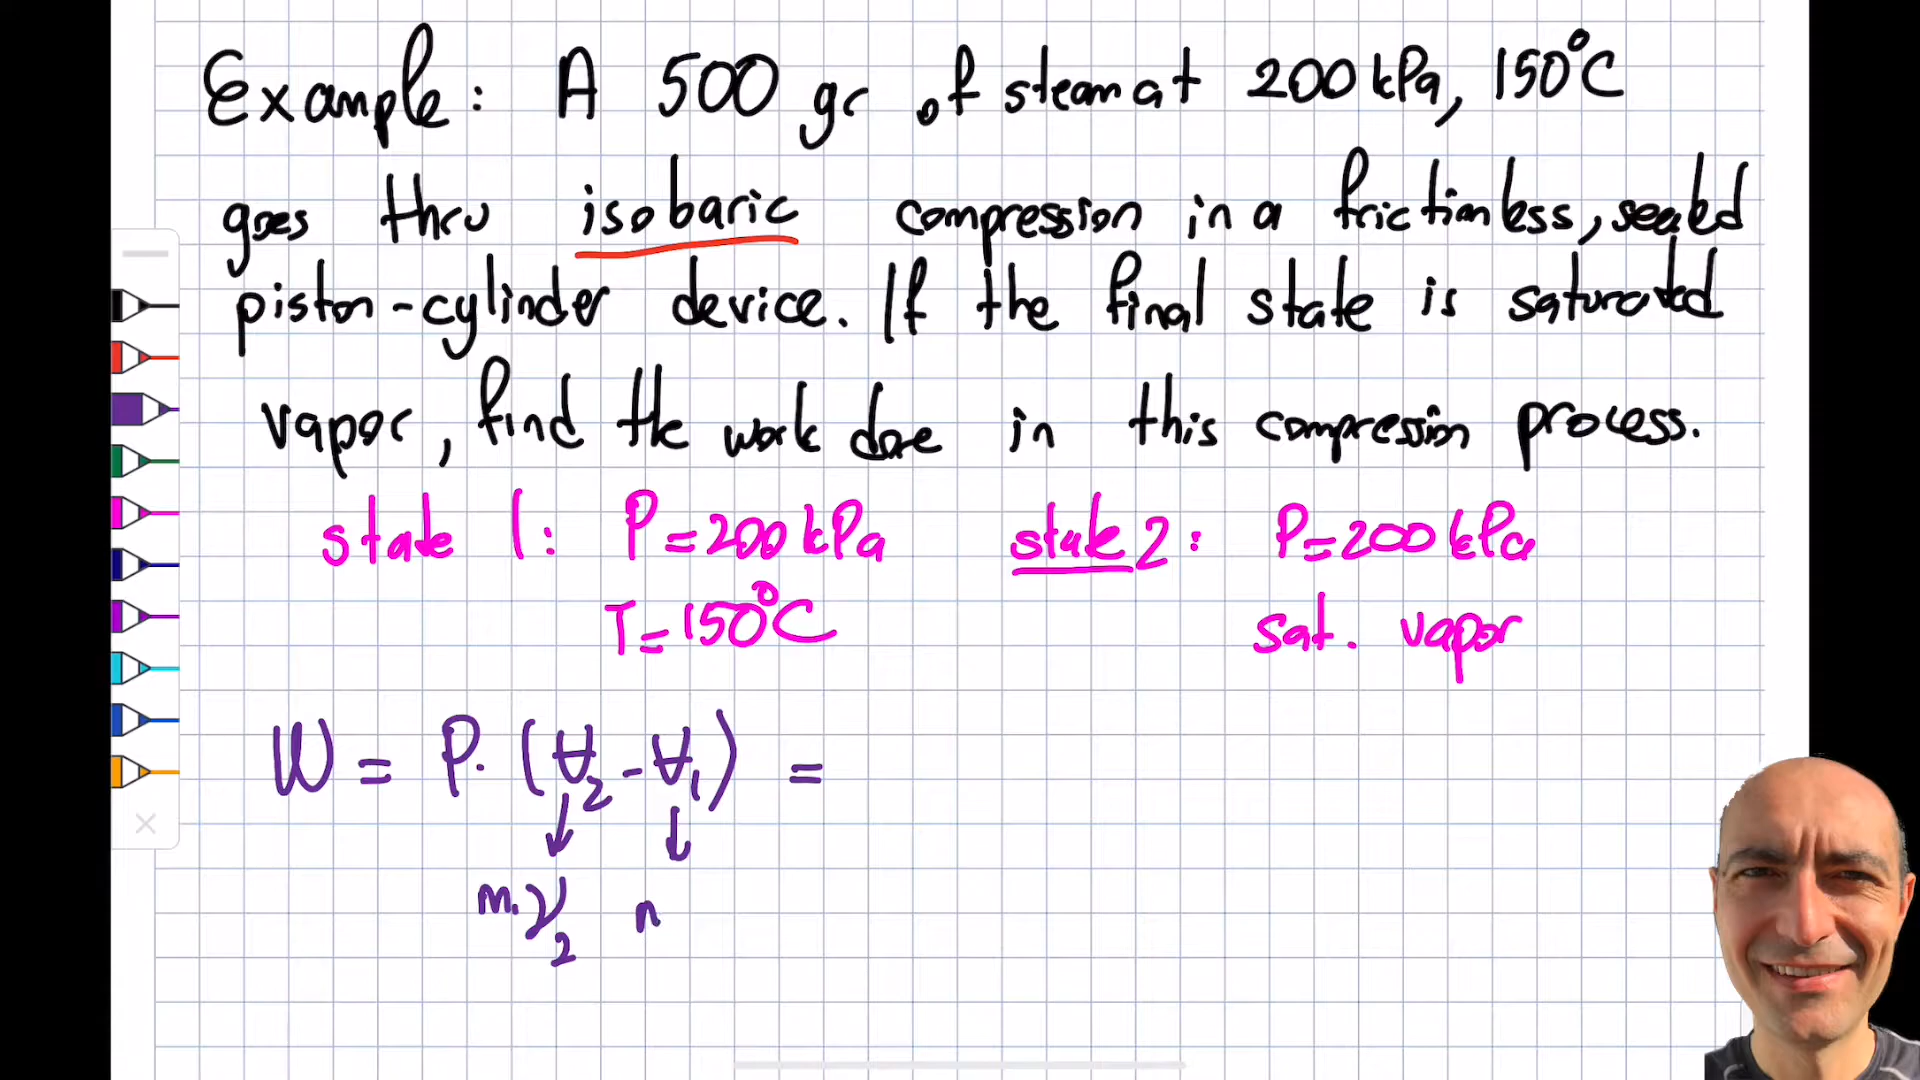 Example: A 500 gr of steam at 200 kPa, 150°C
goes thru isobaric compression in a frictionless, sealed
piston-cylinder device. If the final state is saturated
vapor, find the work done in this compression process.
state 1: P=200 kPa state 2: P=200 kPa
T=150°C sat. vapor
W = P. (V₂ - V₁) =
m. ν₂ n